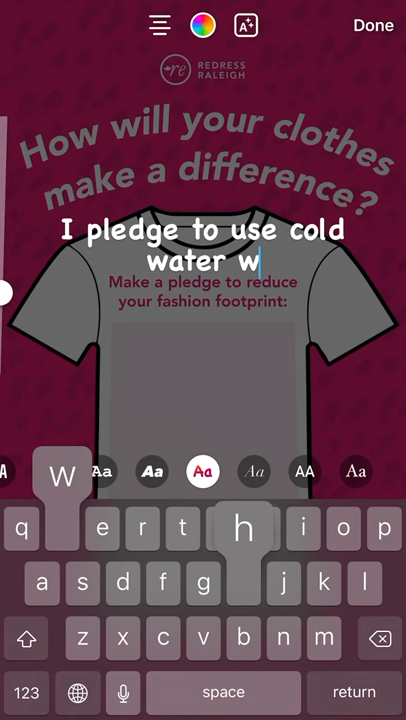 Done
re REDRESS
RALEIGH
How will your clothes
make a difference?
I pledge to use cold
water w
Make a pledge to reduce
your fashion footprint:
A Aa Aa Aa Aa AA Aa
w
q e r t h i o p
a s d f g j k l
z x c v b n m
123 space return